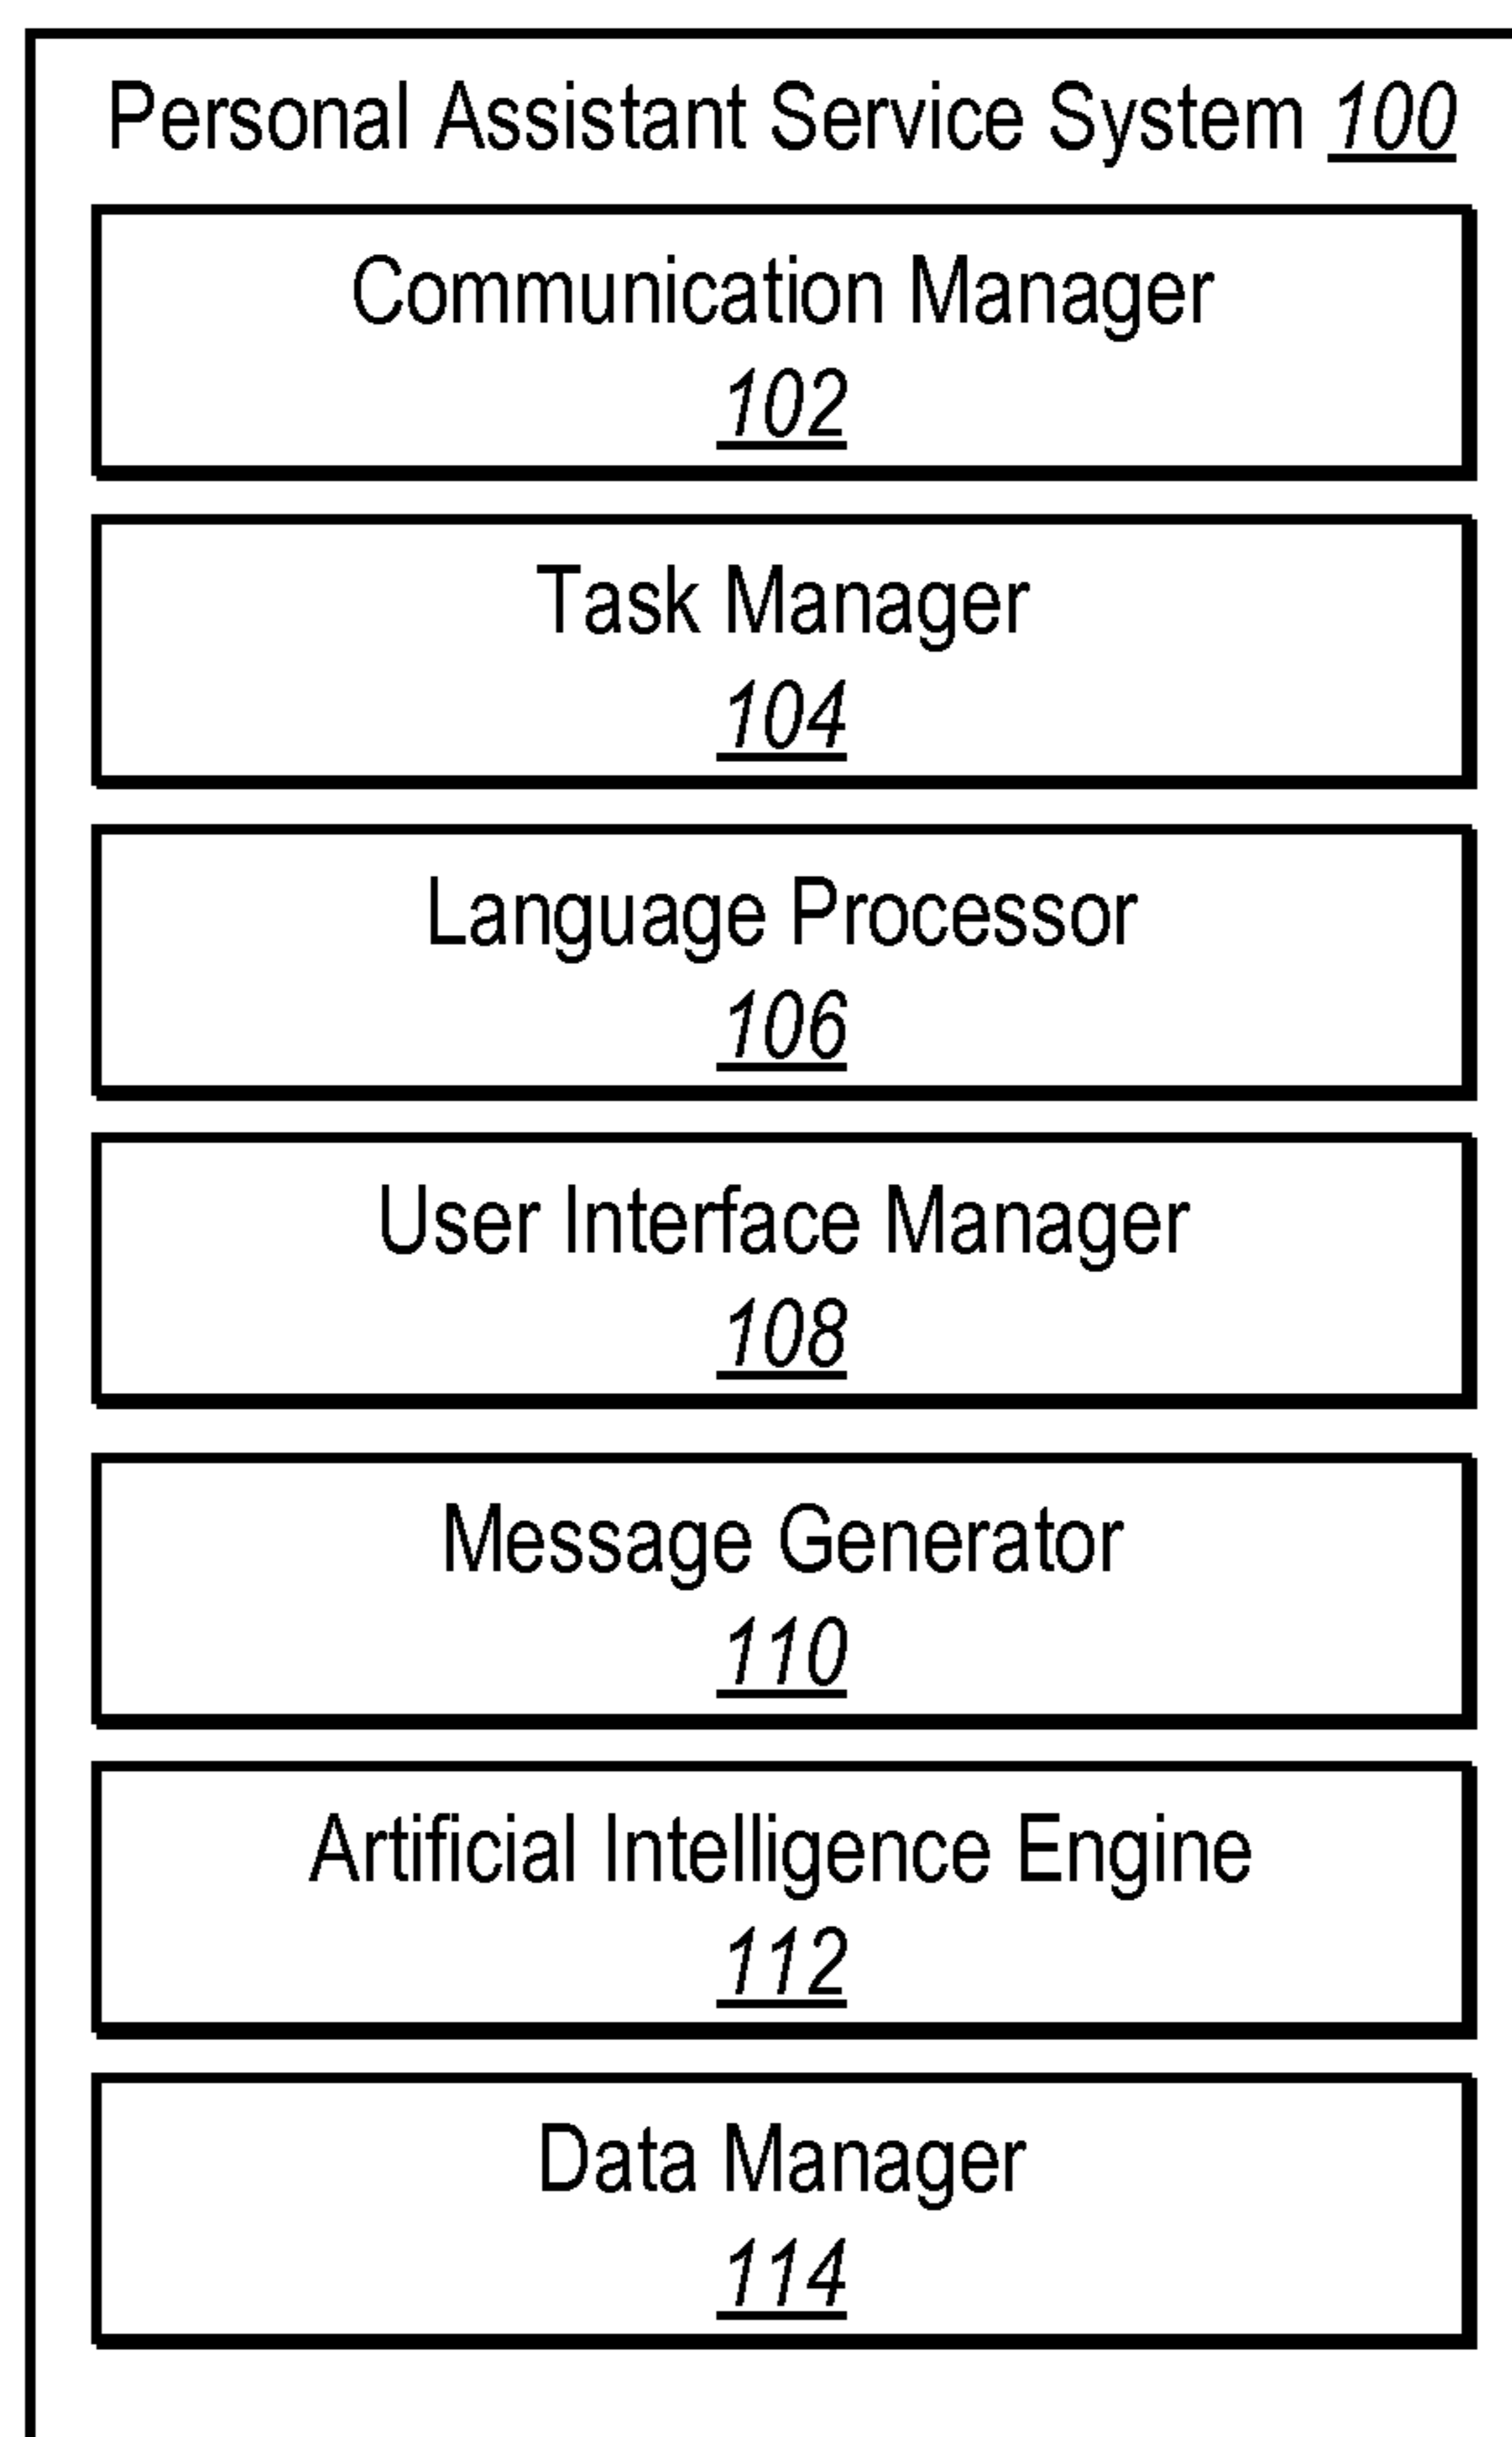 Personal Assistant Service System 100
Communication Manager
102
Task Manager
104
Language Processor
106
User Interface Manager
108
Message Generator
110
Artificial Intelligence Engine
112
Data Manager
114